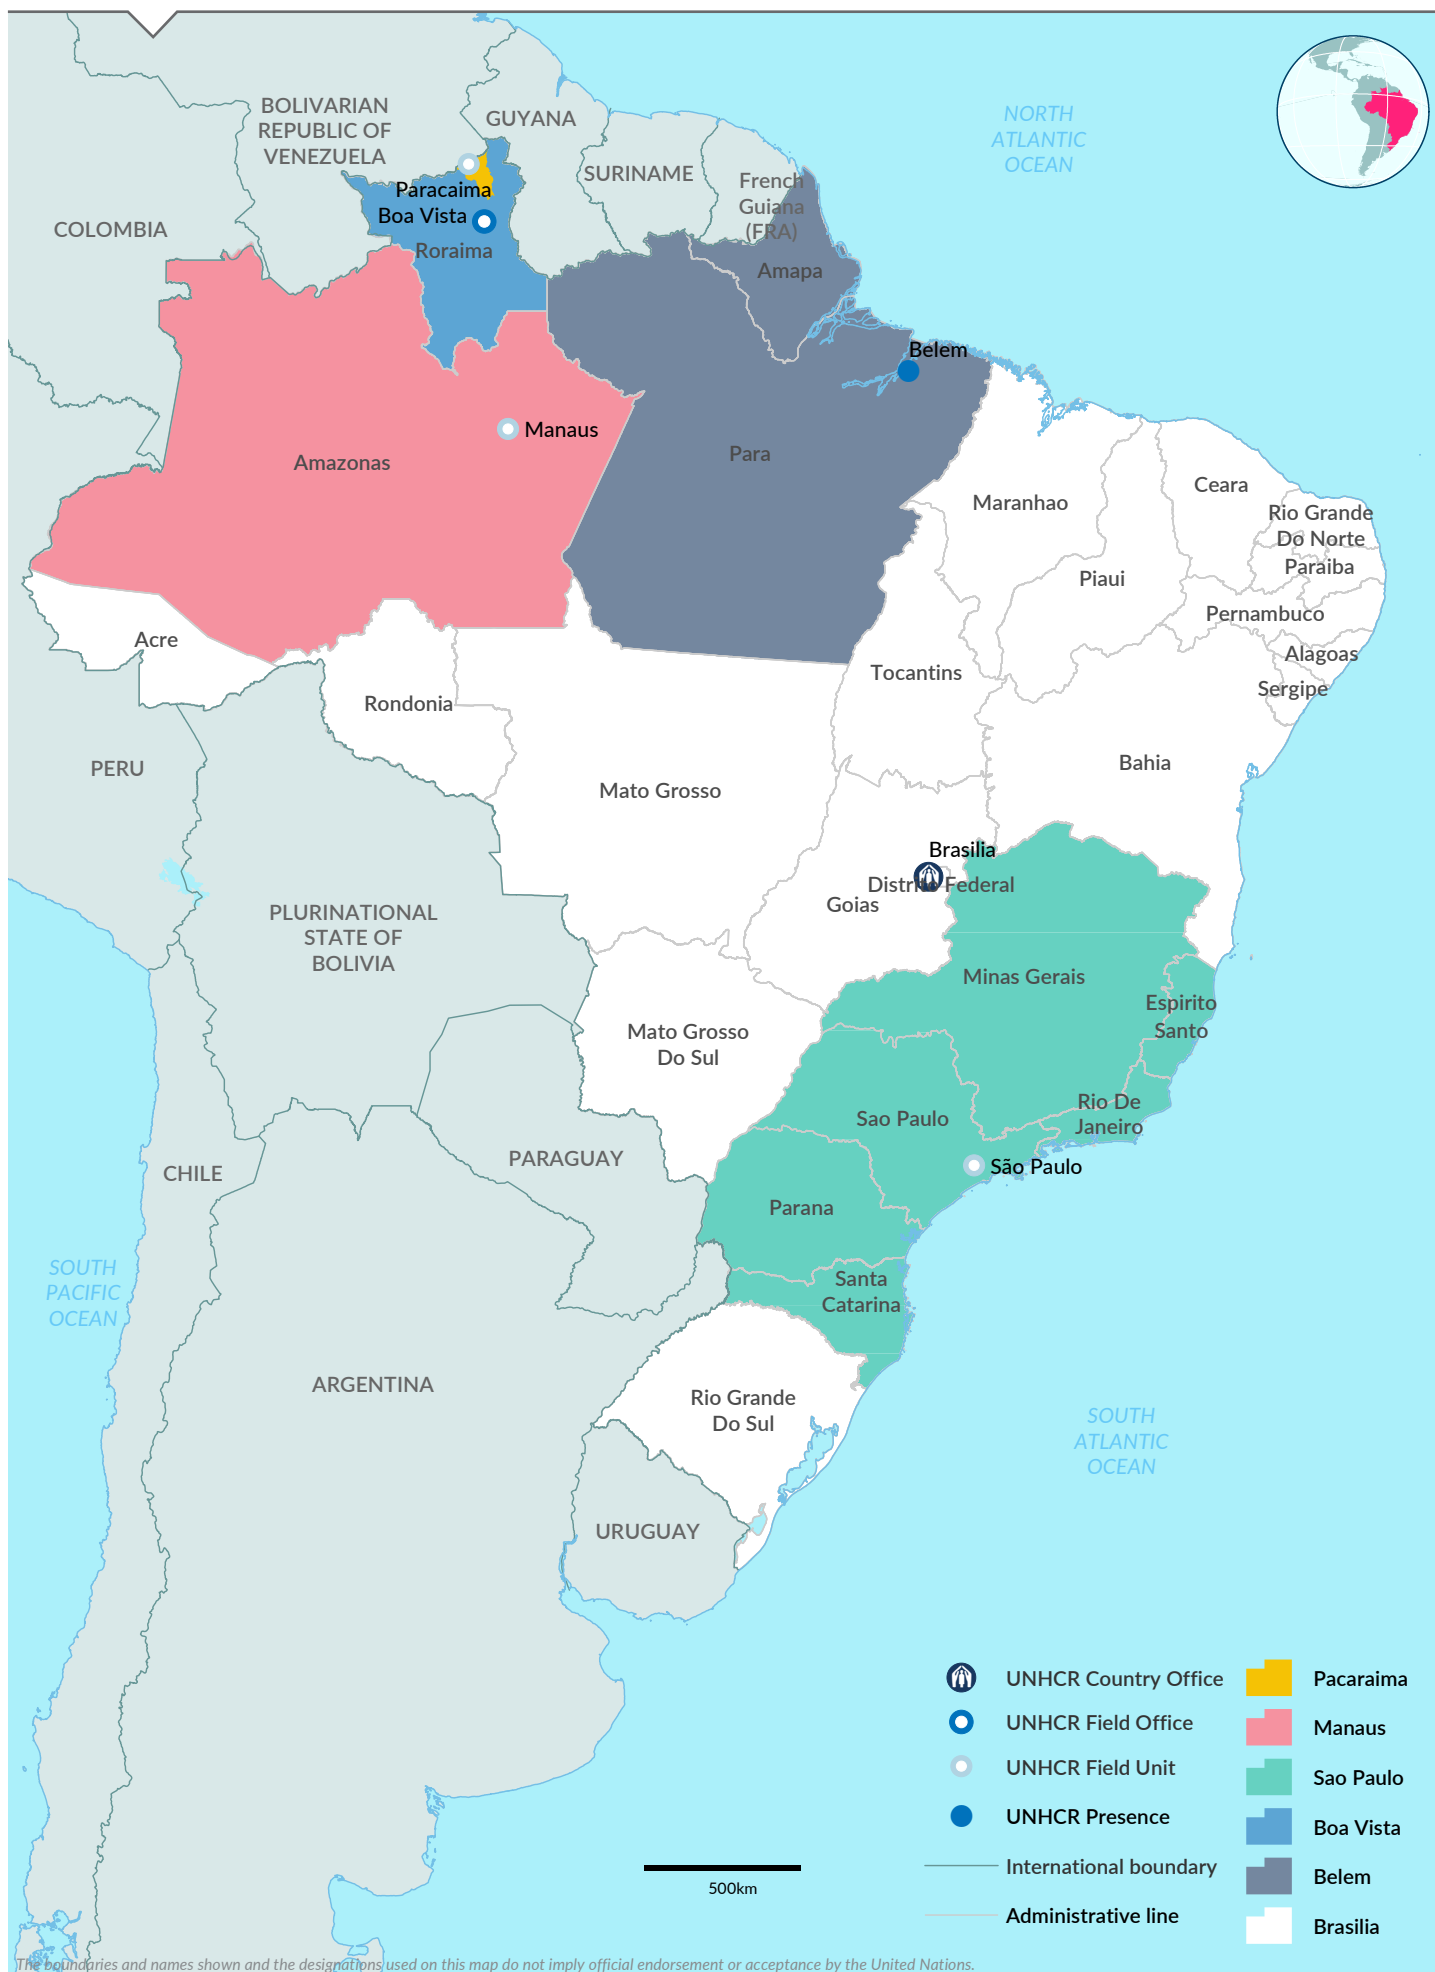 BOLIVARIAN
REPUBLIC OF
VENEZUELA
GUYANA
SURINAME
French
Guiana
(FRA)
NORTH
ATLANTIC
OCEAN
COLOMBIA
Paracaima
Boa Vista
Roraima
Amapa
Belem
Manaus
Amazonas
Para
Maranhao
Ceara
Rio Grande
Do Norte
Paraiba
Piaui
Pernambuco
Alagoas
Sergipe
Acre
Rondonia
Tocantins
PERU
Mato Grosso
Bahia
Brasilia
Distrito Federal
Goias
PLURINATIONAL
STATE OF
BOLIVIA
Minas Gerais
Espirito
Santo
Mato Grosso
Do Sul
Rio De
Janeiro
Sao Paulo
São Paulo
PARAGUAY
CHILE
Parana
SOUTH
PACIFIC
OCEAN
Santa
Catarina
ARGENTINA
Rio Grande
Do Sul
SOUTH
ATLANTIC
OCEAN
URUGUAY
UNHCR Country Office
UNHCR Field Office
UNHCR Field Unit
UNHCR Presence
International boundary
Administrative line
Pacaraima
Manaus
Sao Paulo
Boa Vista
Belem
Brasilia
500km
The boundaries and names shown and the designations used on this map do not imply official endorsement or acceptance by the United Nations.